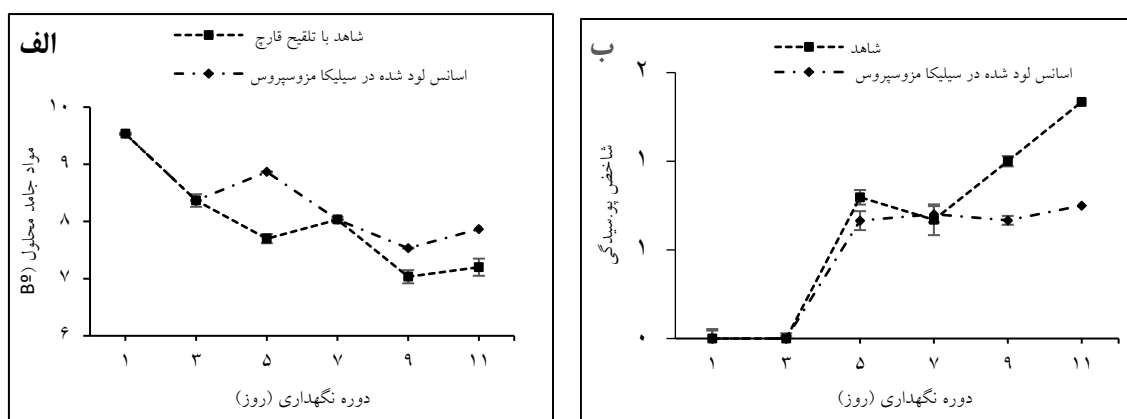 الف
شاهد با تلقیح قارچ
اسانس لود شده در سیلیکا مزوسپروس
مواد جامد محلول (Bº)
۱۰
۹
۸
۷
۶
۱ ۳ ۵ ۷ ۹ ۱۱
دوره نگهداری (روز)
ب
شاهد
اسانس لود شده در سیلیکا مزوسپروس
شاخص پوسیدگی
۲
۱
۱
۰
۱ ۳ ۵ ۷ ۹ ۱۱
دوره نگهداری (روز)